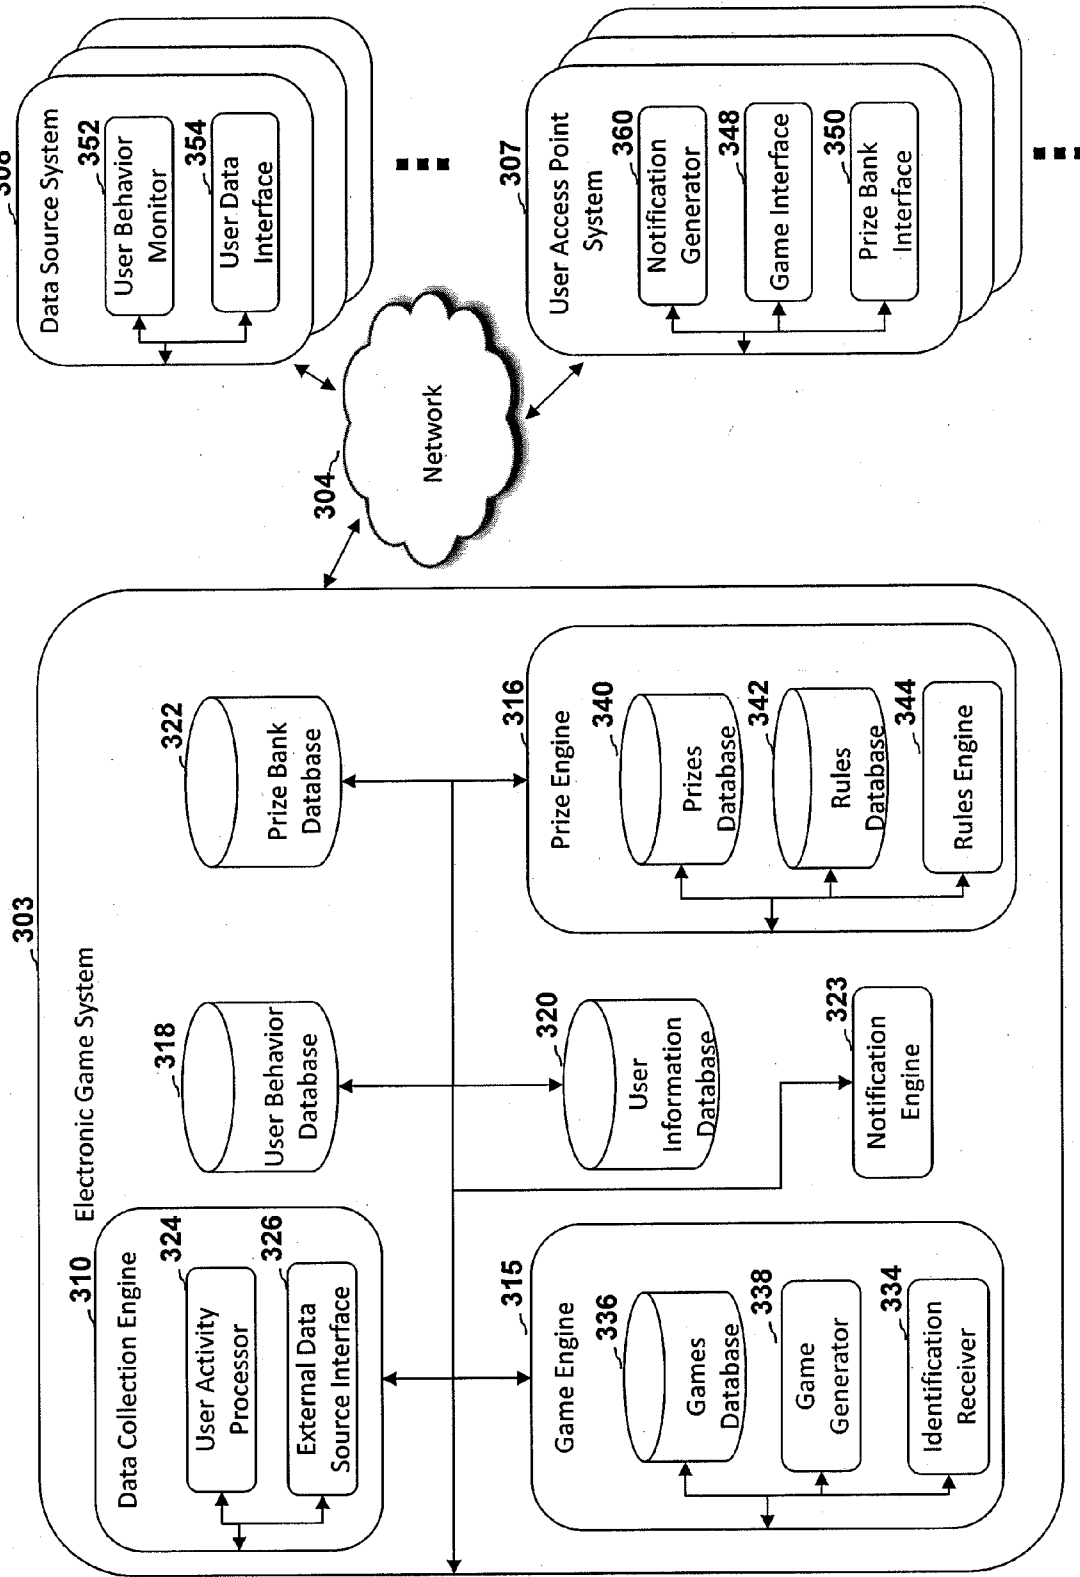 303
Electronic Game System
310
Data Collection Engine
324
User Activity
Processor
326
External Data
Source Interface
318
User Behavior
Database
322
Prize Bank
Database
320
User
Information
Database
323
Notification
Engine
315
Game Engine
336
Games
Database
338
Game
Generator
334
Identification
Receiver
316
Prize Engine
340
Prizes
Database
342
Rules
Database
344
Rules Engine
304
Network
Data Source System
352
User Behavior
Monitor
354
User Data
Interface
307
User Access Point
System
360
Notification
Generator
348
Game Interface
350
Prize Bank
Interface